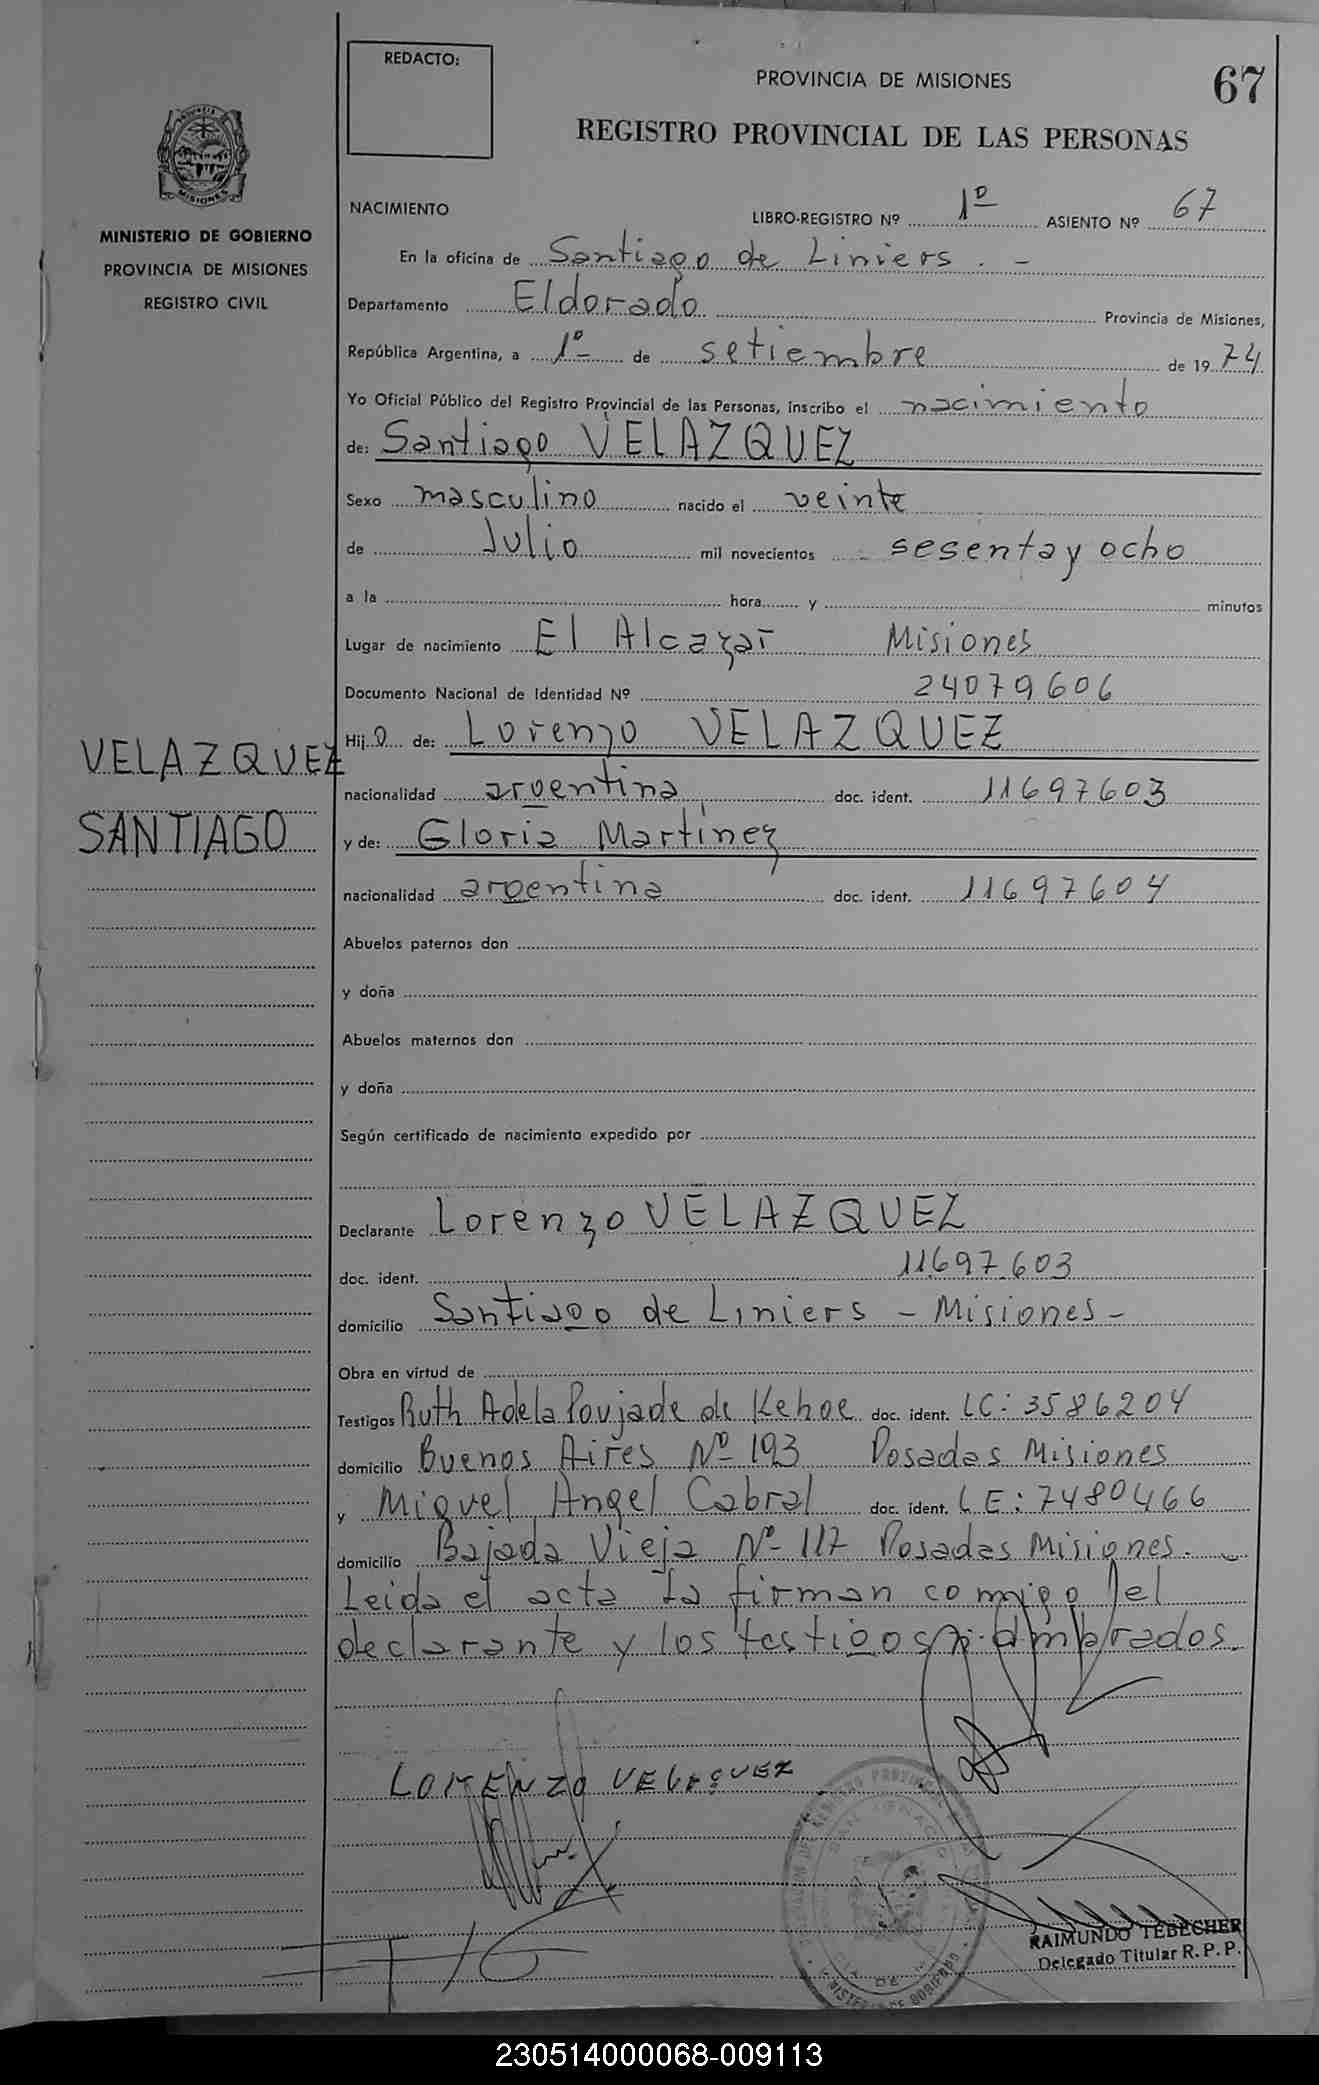 REDACTO:
PROVINCIA DE MISIONES
67
REGISTRO PROVINCIAL DE LAS PERSONAS
MISIONES
MINISTERIO DE GOBIERNO
PROVINCIA DE MISIONES
REGISTRO CIVIL
NACIMIENTO
LIBRO-REGISTRO Nº 1º ASIENTO Nº 67
En la oficina de Santiago de Liniers . -
Departamento Eldorado Provincia de Misiones,
República Argentina, a 1º de setiembre de 1974
Yo Oficial Público del Registro Provincial de las Personas, inscribo el nacimiento
de: Santiago VELAZQUEZ
Sexo masculino nacido el veinte
de Julio mil novecientos sesenta y ocho
a la hora y minutos
Lugar de nacimiento El Alcazar Misiones
Documento Nacional de Identidad Nº 24079606
VELAZQUEZ
SANTIAGO
Hijo de: Lorenzo VELAZQUEZ
nacionalidad argentina doc. ident. 11697603
y de: Gloria Martinez
nacionalidad argentina doc. ident. 11697604
Abuelos paternos don
y doña
Abuelos maternos don
y doña
Según certificado de nacimiento expedido por
Declarante Lorenzo VELAZQUEZ
doc. ident. 11697603
domicilio Santiago de Liniers - Misiones -
Obra en virtud de
Testigos Ruth Adela Poujade de Kehoe doc. ident. LC: 3586204
domicilio Buenos Aires Nº 193 Posadas Misiones
y Miguel Angel Cabral doc. ident. LE: 7480466
domicilio Bajada Vieja Nº 117 Posadas Misiones.
Leida el acta la firman comigo el
declarante y los testigos nombrados.
LORENZO VELASQUEZ
RAIMUNDO TEBECHER
Delegado Titular R. P. P.
230514000068-009113